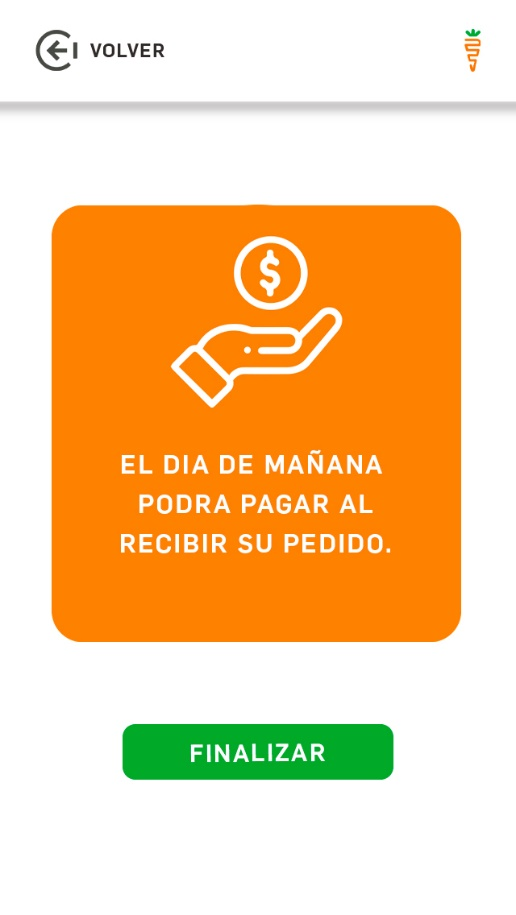 VOLVER
$
EL DIA DE MAÑANA
PODRA PAGAR AL
RECIBIR SU PEDIDO.
FINALIZAR